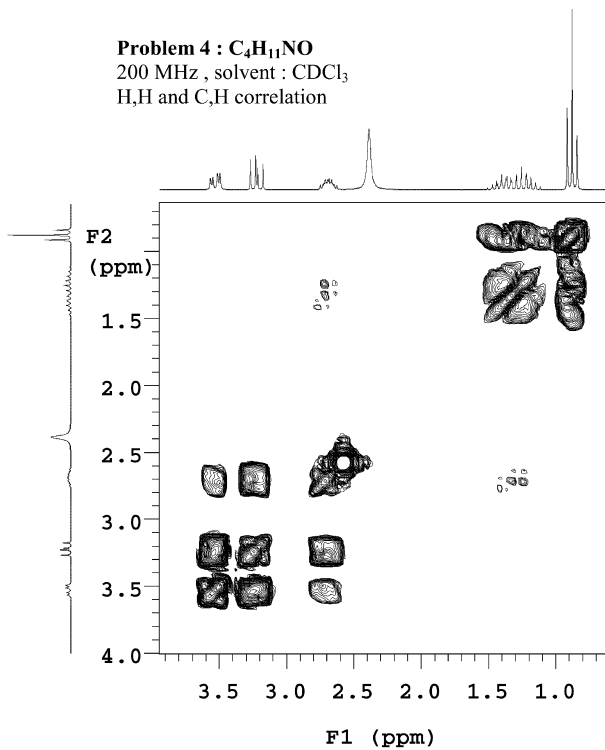 Problem 4 : C₄H₁₁NO
200 MHz , solvent : CDCl₃
H,H and C,H correlation
F2
(ppm)
1.5
2.0
2.5
3.0
3.5
4.0
3.5 3.0 2.5 2.0 1.5 1.0
F1 (ppm)